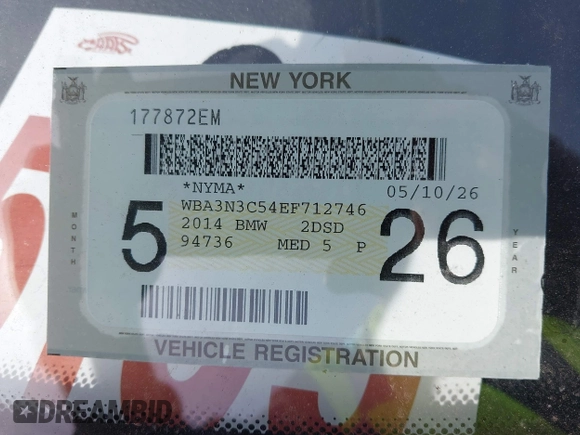 NEW YORK
177872EM
*NYMA*
05/10/26
WBA3N3C54EF712746
2014 BMW 2DSD
94736 MED 5 P
5
26
MONTH
YEAR
VEHICLE REGISTRATION
DREAMBID.